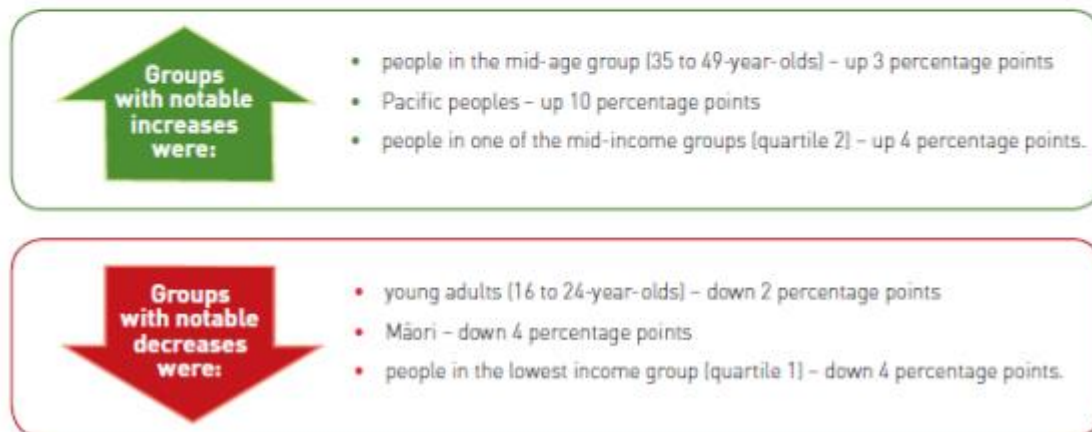 Groups
with notable
increases
were:
• people in the mid-age group (35 to 49-year-olds) – up 3 percentage points
• Pacific peoples – up 10 percentage points
• people in one of the mid-income groups (quartile 2) – up 4 percentage points.
Groups
with notable
decreases
were:
• young adults (16 to 24-year-olds) – down 2 percentage points
• Māori – down 4 percentage points
• people in the lowest income group (quartile 1) – down 4 percentage points.